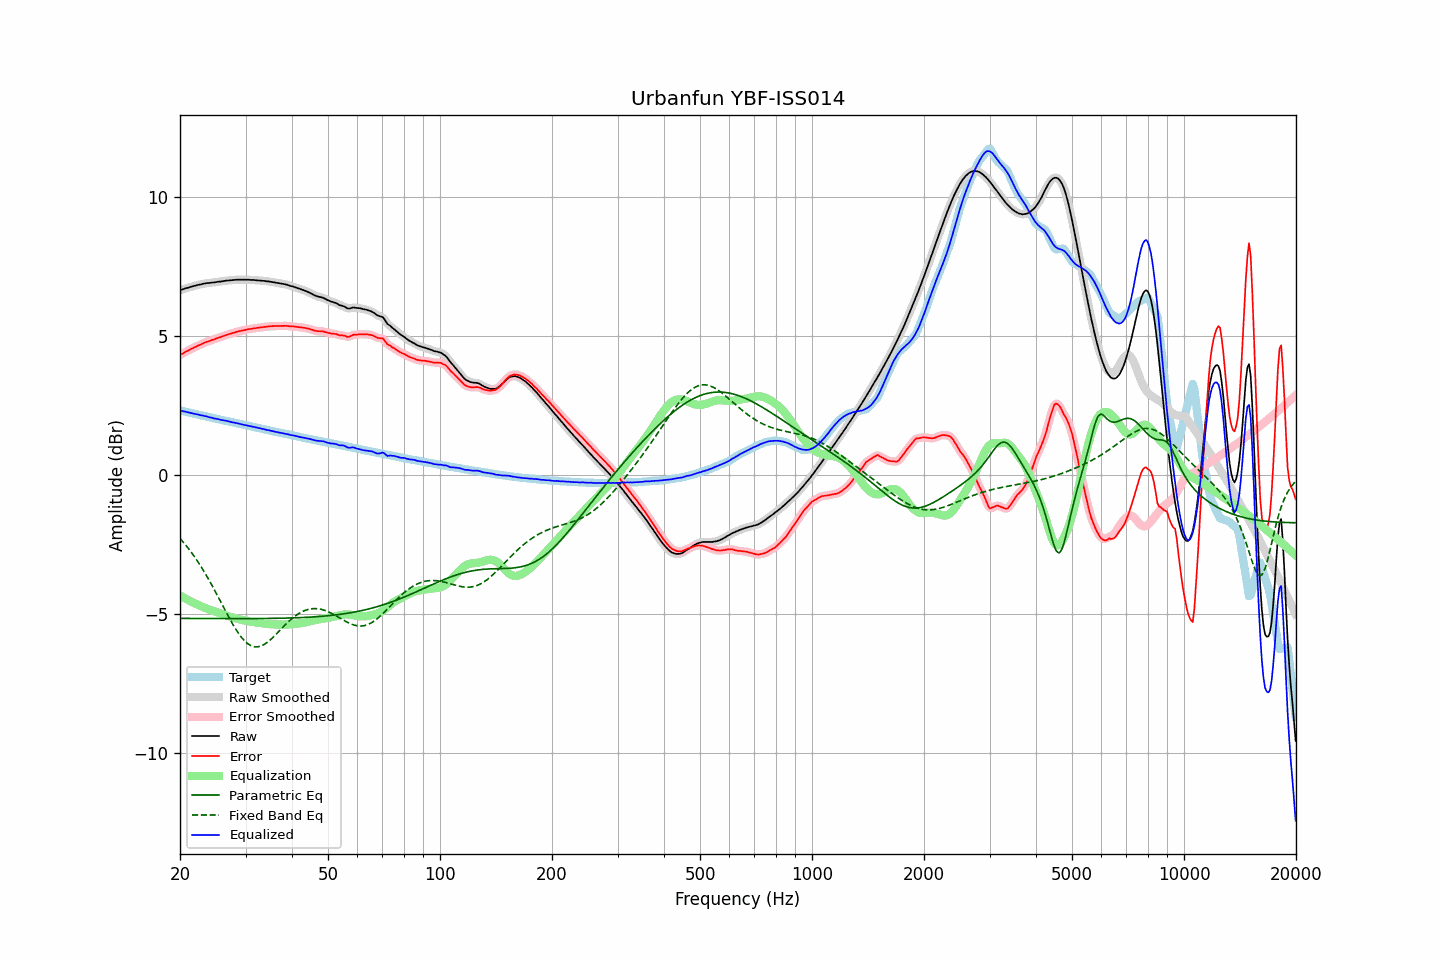 Urbanfun YBF-ISS014
Amplitude (dBr)
10
5
0
−5
−10
Target
Raw Smoothed
Error Smoothed
Raw
Error
Equalization
Parametric Eq
Fixed Band Eq
Equalized
20 50 100 200 500 1000 2000 5000 10000 20000
Frequency (Hz)